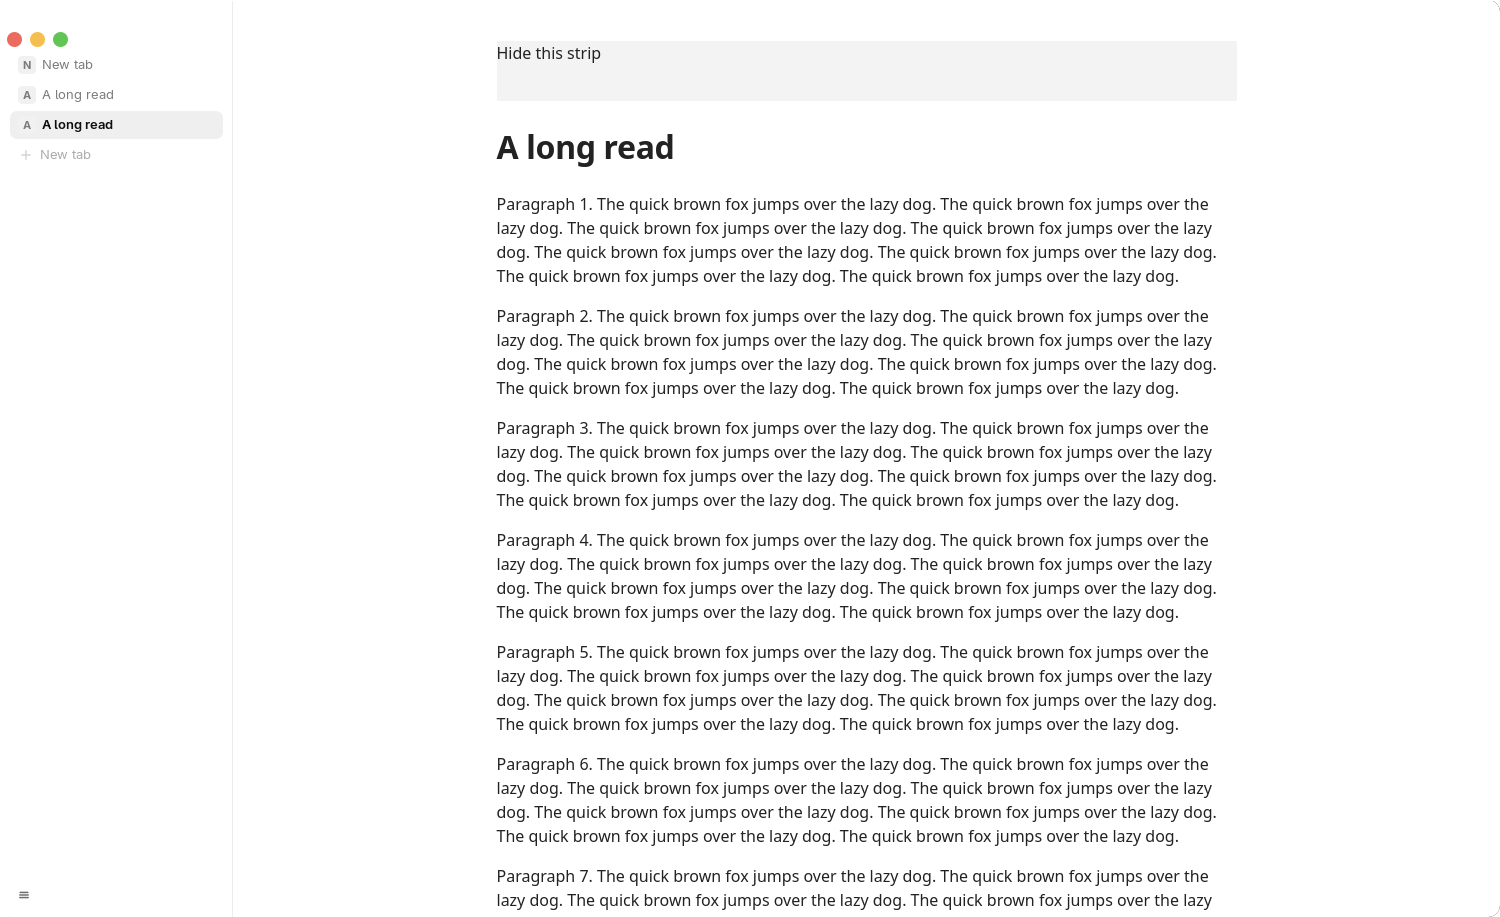 N New tab
A A long read
A A long read
+ New tab
Hide this strip
A long read
Paragraph 1. The quick brown fox jumps over the lazy dog. The quick brown fox jumps over the
lazy dog. The quick brown fox jumps over the lazy dog. The quick brown fox jumps over the lazy
dog. The quick brown fox jumps over the lazy dog. The quick brown fox jumps over the lazy dog.
The quick brown fox jumps over the lazy dog. The quick brown fox jumps over the lazy dog.
Paragraph 2. The quick brown fox jumps over the lazy dog. The quick brown fox jumps over the
lazy dog. The quick brown fox jumps over the lazy dog. The quick brown fox jumps over the lazy
dog. The quick brown fox jumps over the lazy dog. The quick brown fox jumps over the lazy dog.
The quick brown fox jumps over the lazy dog. The quick brown fox jumps over the lazy dog.
Paragraph 3. The quick brown fox jumps over the lazy dog. The quick brown fox jumps over the
lazy dog. The quick brown fox jumps over the lazy dog. The quick brown fox jumps over the lazy
dog. The quick brown fox jumps over the lazy dog. The quick brown fox jumps over the lazy dog.
The quick brown fox jumps over the lazy dog. The quick brown fox jumps over the lazy dog.
Paragraph 4. The quick brown fox jumps over the lazy dog. The quick brown fox jumps over the
lazy dog. The quick brown fox jumps over the lazy dog. The quick brown fox jumps over the lazy
dog. The quick brown fox jumps over the lazy dog. The quick brown fox jumps over the lazy dog.
The quick brown fox jumps over the lazy dog. The quick brown fox jumps over the lazy dog.
Paragraph 5. The quick brown fox jumps over the lazy dog. The quick brown fox jumps over the
lazy dog. The quick brown fox jumps over the lazy dog. The quick brown fox jumps over the lazy
dog. The quick brown fox jumps over the lazy dog. The quick brown fox jumps over the lazy dog.
The quick brown fox jumps over the lazy dog. The quick brown fox jumps over the lazy dog.
Paragraph 6. The quick brown fox jumps over the lazy dog. The quick brown fox jumps over the
lazy dog. The quick brown fox jumps over the lazy dog. The quick brown fox jumps over the lazy
dog. The quick brown fox jumps over the lazy dog. The quick brown fox jumps over the lazy dog.
The quick brown fox jumps over the lazy dog. The quick brown fox jumps over the lazy dog.
Paragraph 7. The quick brown fox jumps over the lazy dog. The quick brown fox jumps over the
lazy dog. The quick brown fox jumps over the lazy dog. The quick brown fox jumps over the lazy